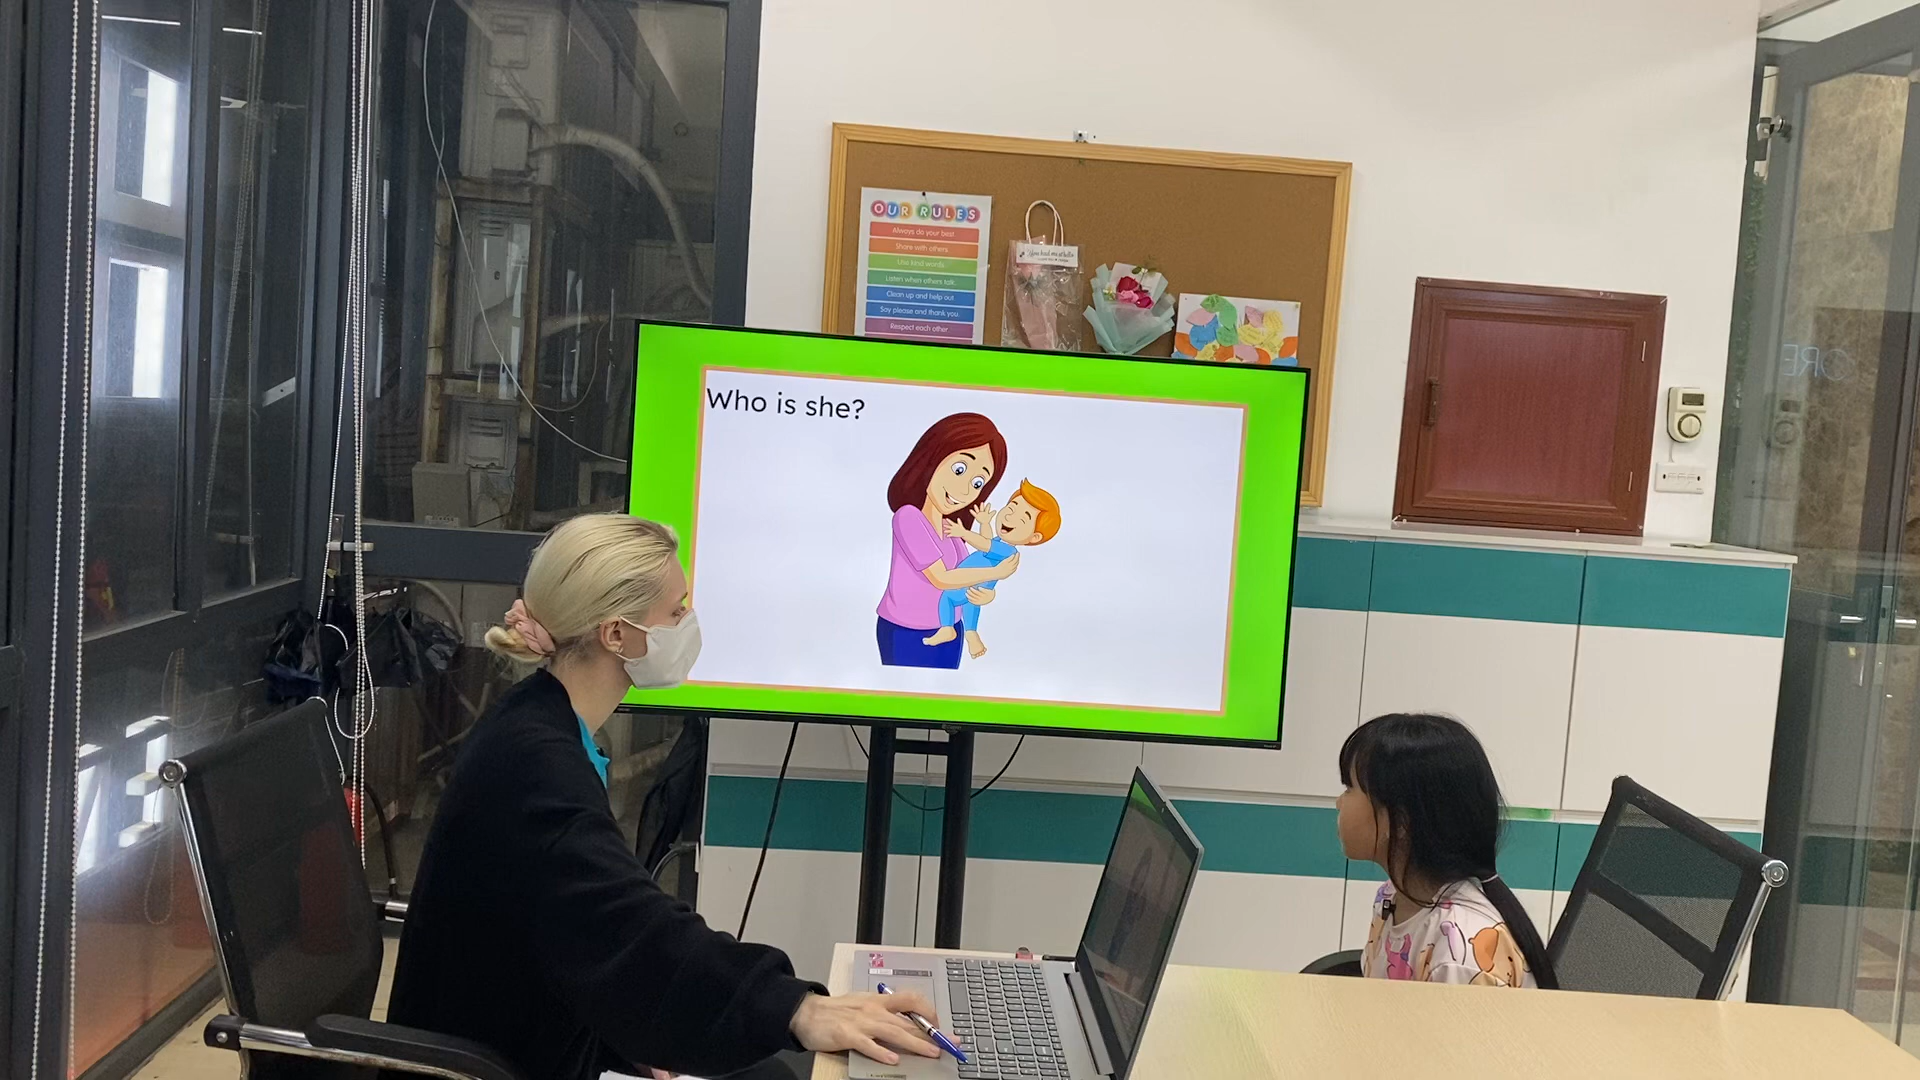 OUR RULES
Always do your best
Share with others
Use kind words
Listen when others talk
Clean up and help out
Say please and thank you
Respect each other
Who is she?